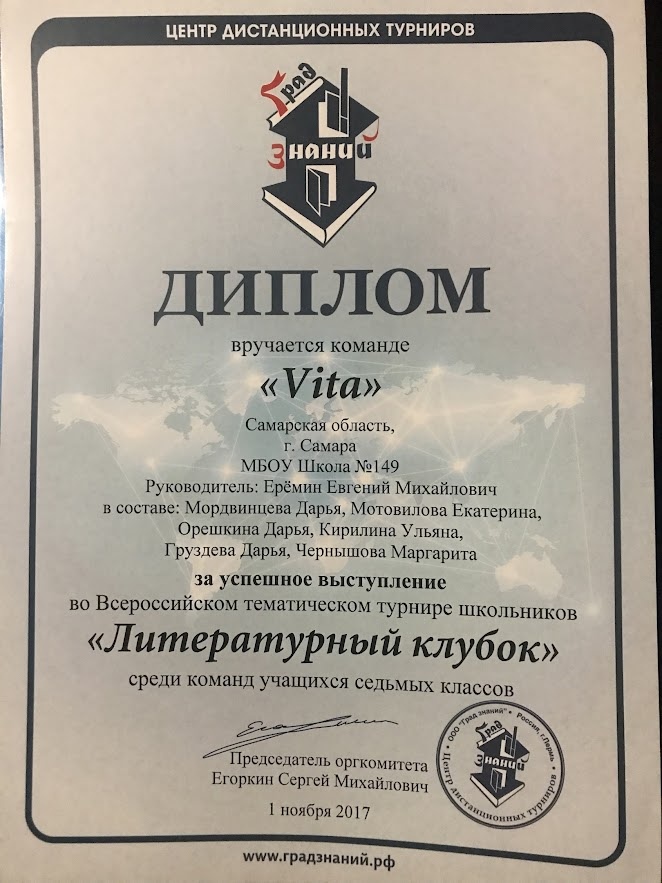 ЦЕНТР ДИСТАНЦИОННЫХ ТУРНИРОВ
Град
Знаний
ДИПЛОМ
вручается команде
«Vita»
Самарская область,
г. Самара
МБОУ Школа №149
Руководитель: Ерёмин Евгений Михайлович
в составе: Мордвинцева Дарья, Мотовилова Екатерина,
Орешкина Дарья, Кирилина Ульяна,
Груздева Дарья, Чернышова Маргарита
за успешное выступление
во Всероссийском тематическом турнире школьников
«Литературный клубок»
среди команд учащихся седьмых классов
Председатель оргкомитета
Егоркин Сергей Михайлович
1 ноября 2017
ООО "Град знаний" • Россия, г.Пермь •
Град
Знаний
Центр дистанционных турниров
www.градзнаний.рф